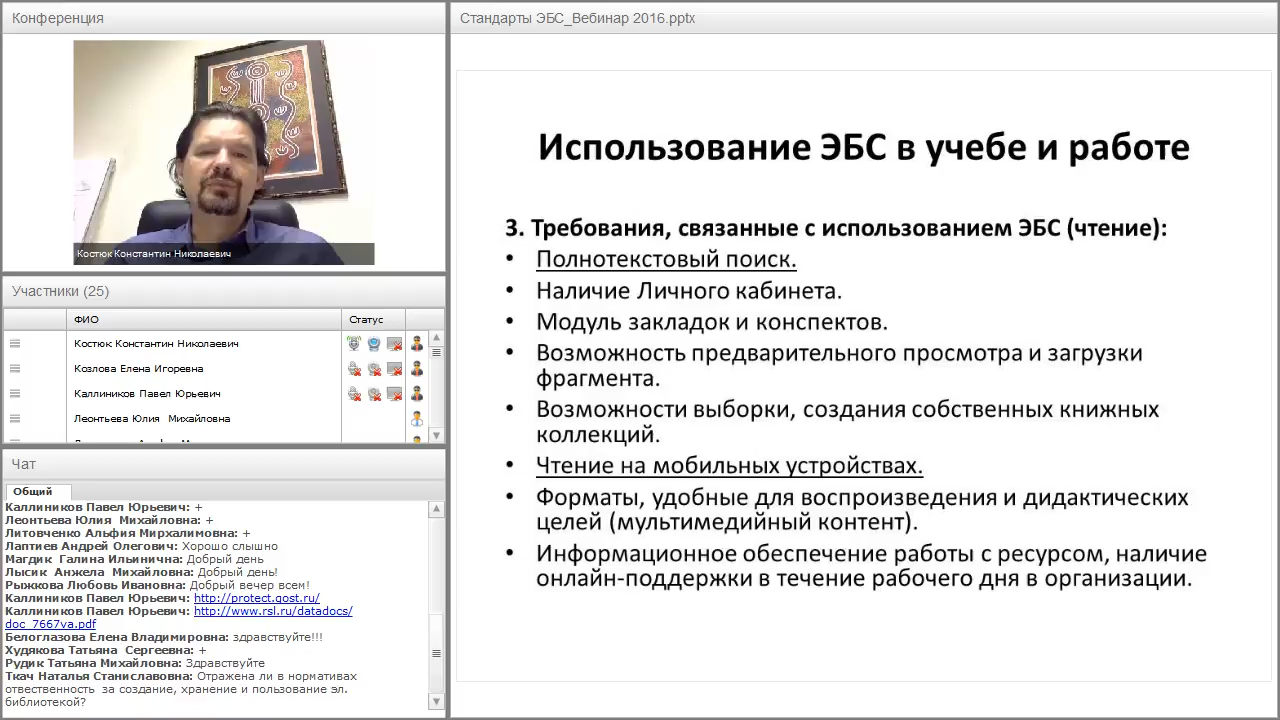 Конференция
Костюк Константин Николаевич
Участники (25)
ФИО
Статус
Костюк Константин Николаевич
Козлова Елена Игоревна
Каллиников Павел Юрьевич
Леонтьева Юлия Михайловна
Чат
Общий
Каллиников Павел Юрьевич: +
Леонтьева Юлия Михайловна: +
Литовченко Альфия Мирхалимовна: +
Лаптиев Андрей Олегович: Хорошо слышно
Магдик Галина Ильинична: Добрый день
Лысик Анжела Михайловна: Добрый день!
Рыжкова Любовь Ивановна: Добрый вечер всем!
Каллиников Павел Юрьевич: http://protect.gost.ru/
Каллиников Павел Юрьевич: http://www.rsl.ru/datadocs/
doc_7667va.pdf
Белоглазова Елена Владимировна: здравствуйте!!!
Худякова Татьяна Сергеевна: +
Рудик Татьяна Михайловна: Здравствуйте
Ткач Наталья Станиславовна: Отражена ли в нормативах
отвественность за создание, хранение и пользование эл.
библиотекой?
Стандарты ЭБС_Вебинар 2016.pptx
Использование ЭБС в учебе и работе
3. Требования, связанные с использованием ЭБС (чтение):
• Полнотекстовый поиск.
• Наличие Личного кабинета.
• Модуль закладок и конспектов.
• Возможность предварительного просмотра и загрузки
фрагмента.
• Возможности выборки, создания собственных книжных
коллекций.
• Чтение на мобильных устройствах.
• Форматы, удобные для воспроизведения и дидактических
целей (мультимедийный контент).
• Информационное обеспечение работы с ресурсом, наличие
онлайн-поддержки в течение рабочего дня в организации.